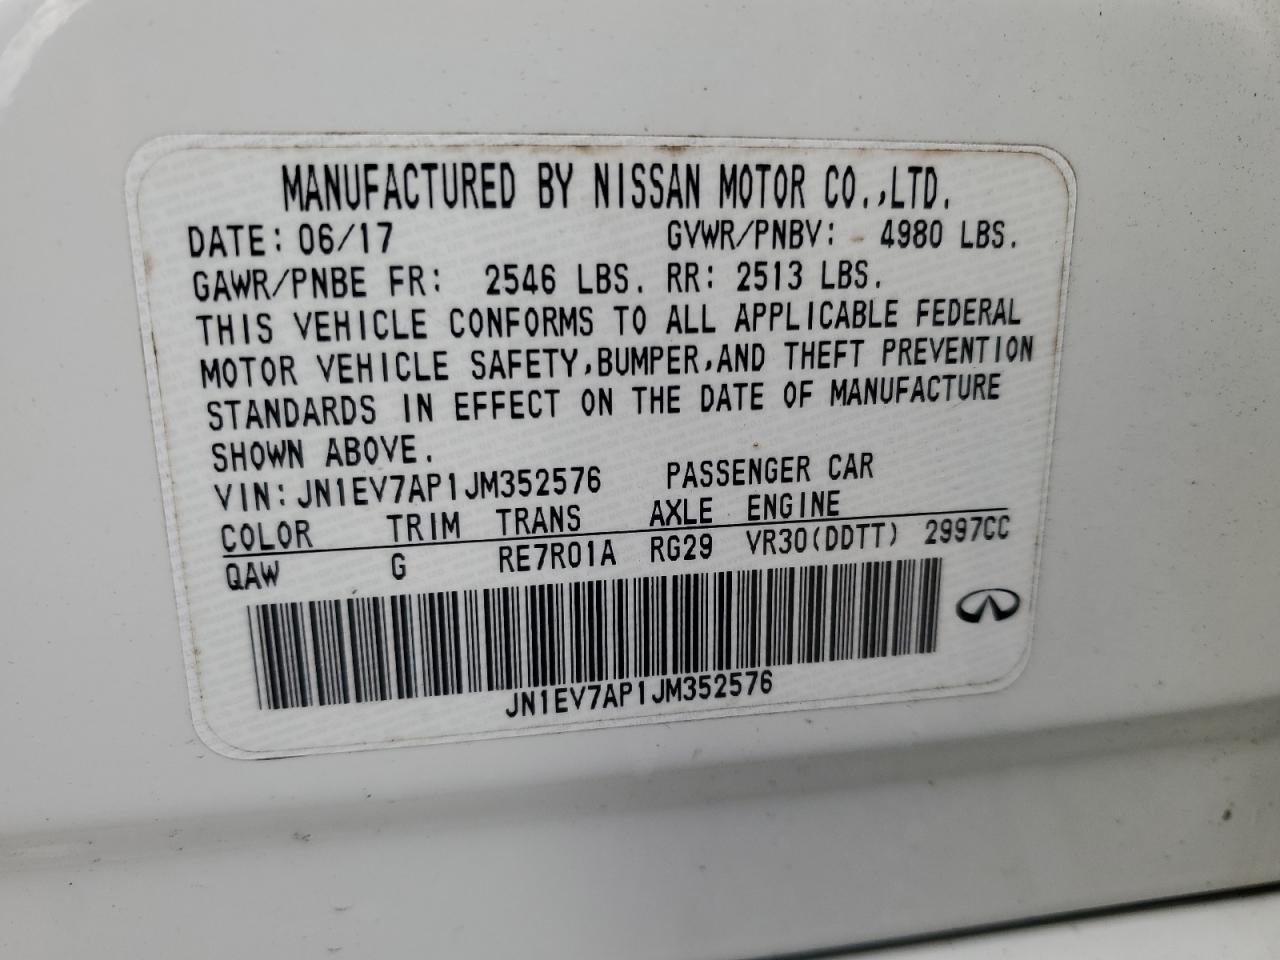 MANUFACTURED BY NISSAN MOTOR CO.,LTD.
DATE: 06/17 GVWR/PNBV: 4980 LBS.
GAWR/PNBE FR: 2546 LBS. RR: 2513 LBS.
THIS VEHICLE CONFORMS TO ALL APPLICABLE FEDERAL
MOTOR VEHICLE SAFETY,BUMPER,AND THEFT PREVENTION
STANDARDS IN EFFECT ON THE DATE OF MANUFACTURE
SHOWN ABOVE.
VIN: JN1EV7AP1JM352576 PASSENGER CAR
COLOR TRIM TRANS AXLE ENGINE
QAW G RE7R01A RG29 VR30(DDTT) 2997CC
JN1EV7AP1JM352576